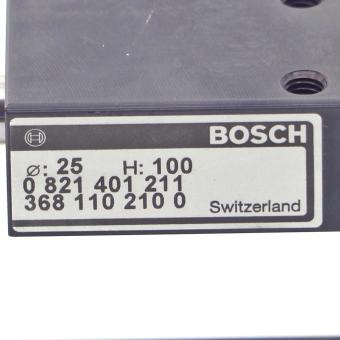 BOSCH
ø: 25 H: 100
0 821 401 211
368 110 210 0
Switzerland